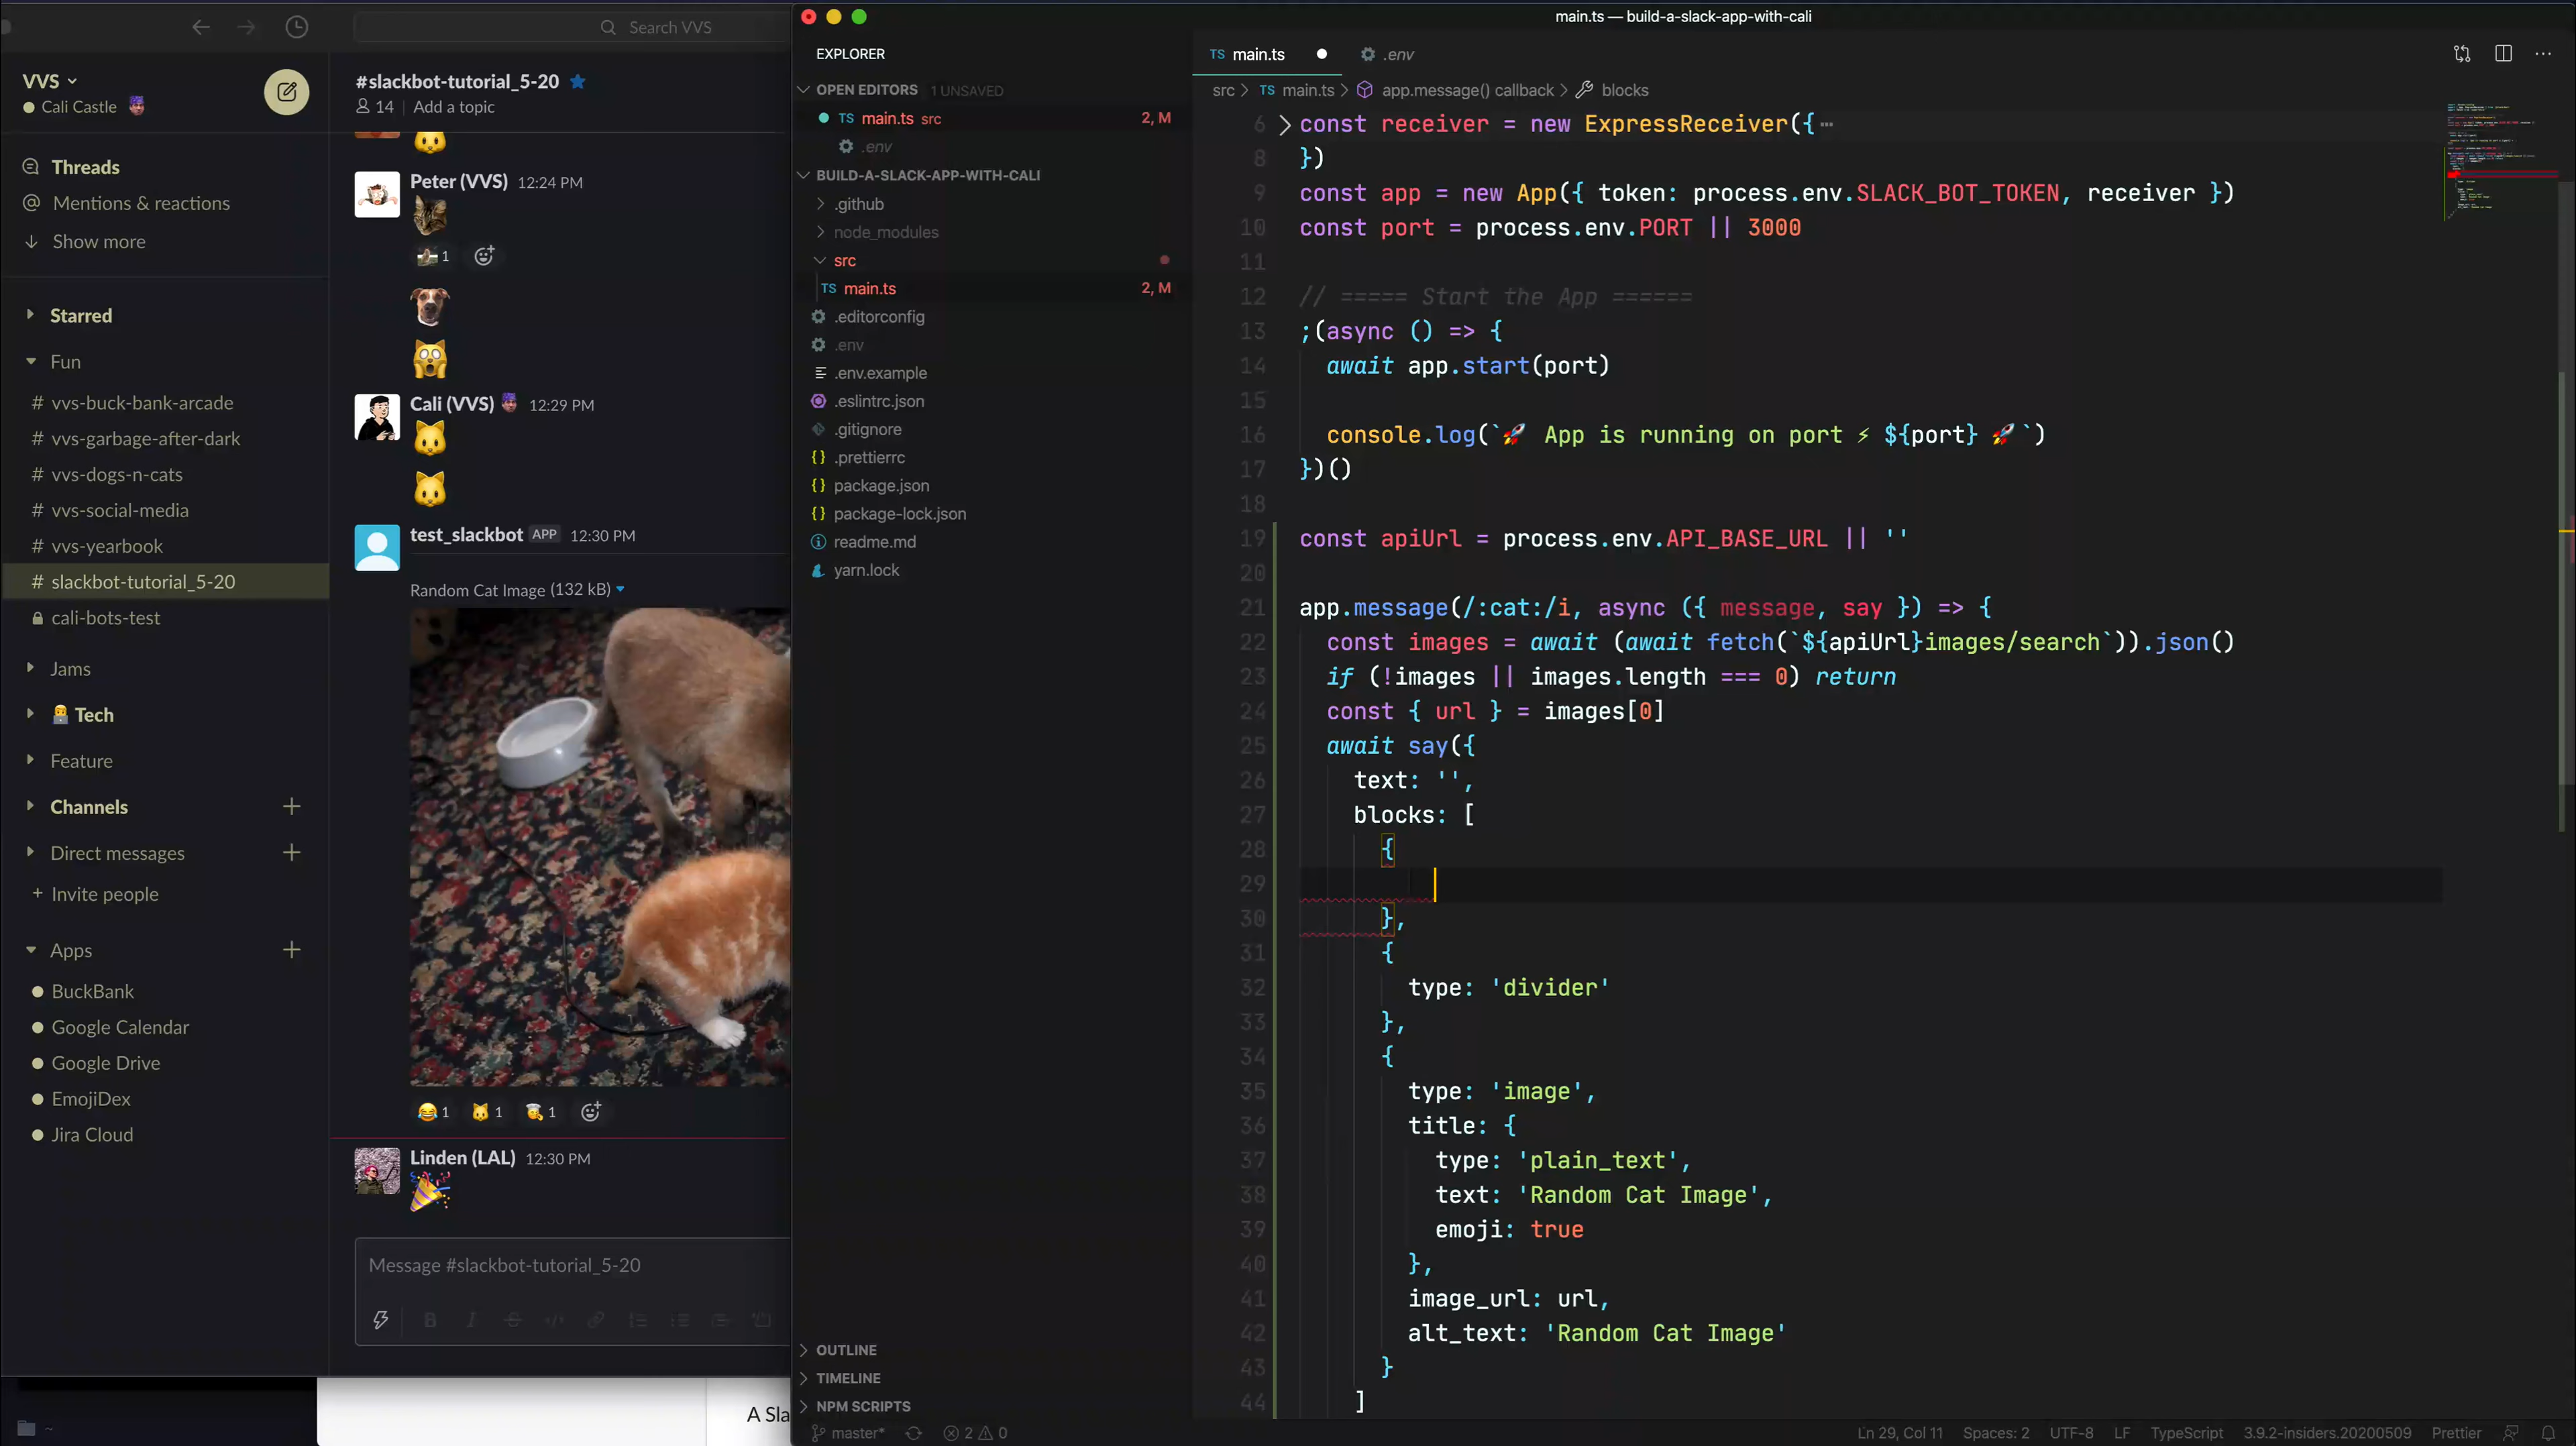 Search VVS
VVS
Cali Castle
Threads
Mentions & reactions
Show more
Starred
Fun
# vvs-buck-bank-arcade
# vvs-garbage-after-dark
# vvs-dogs-n-cats
# vvs-social-media
# vvs-yearbook
# slackbot-tutorial_5-20
cali-bots-test
Jams
Tech
Feature
Channels +
Direct messages +
+ Invite people
Apps +
BuckBank
Google Calendar
Google Drive
EmojiDex
Jira Cloud
#slackbot-tutorial_5-20
14 | Add a topic
Peter (VVS) 12:24 PM
1
Cali (VVS) 12:29 PM
test_slackbot APP 12:30 PM
Random Cat Image (132 kB)
1 1 1
Linden (LAL) 12:30 PM
Message #slackbot-tutorial_5-20
A Sla
main.ts — build-a-slack-app-with-cali
EXPLORER
OPEN EDITORS 1 UNSAVED
TS main.ts src 2, M
.env
BUILD-A-SLACK-APP-WITH-CALI
.github
node_modules
src
TS main.ts 2, M
.editorconfig
.env
.env.example
.eslintrc.json
.gitignore
{} .prettierrc
{} package.json
{} package-lock.json
readme.md
yarn.lock
OUTLINE
TIMELINE
NPM SCRIPTS
TS main.ts
.env
src > TS main.ts > app.message() callback > blocks
6 const receiver = new ExpressReceiver({
8 })
9 const app = new App({ token: process.env.SLACK_BOT_TOKEN, receiver })
10 const port = process.env.PORT || 3000
11
12 // ===== Start the App ======
13 ;(async () => {
14 await app.start(port)
15
16 console.log(`🚀 App is running on port ⚡ ${port} 🚀`)
17 })()
18
19 const apiUrl = process.env.API_BASE_URL || ''
20
21 app.message(/:cat:/i, async ({ message, say }) => {
22 const images = await (await fetch(`${apiUrl}images/search`)).json()
23 if (!images || images.length === 0) return
24 const { url } = images[0]
25 await say({
26 text: '',
27 blocks: [
28 {
29
30 },
31 {
32 type: 'divider'
33 },
34 {
35 type: 'image',
36 title: {
37 type: 'plain_text',
38 text: 'Random Cat Image',
39 emoji: true
40 },
41 image_url: url,
42 alt_text: 'Random Cat Image'
43 }
44 ]
master* 2 0
Ln 29, Col 11 Spaces: 2 UTF-8 LF TypeScript 3.9.2-insiders.20200509 Prettier